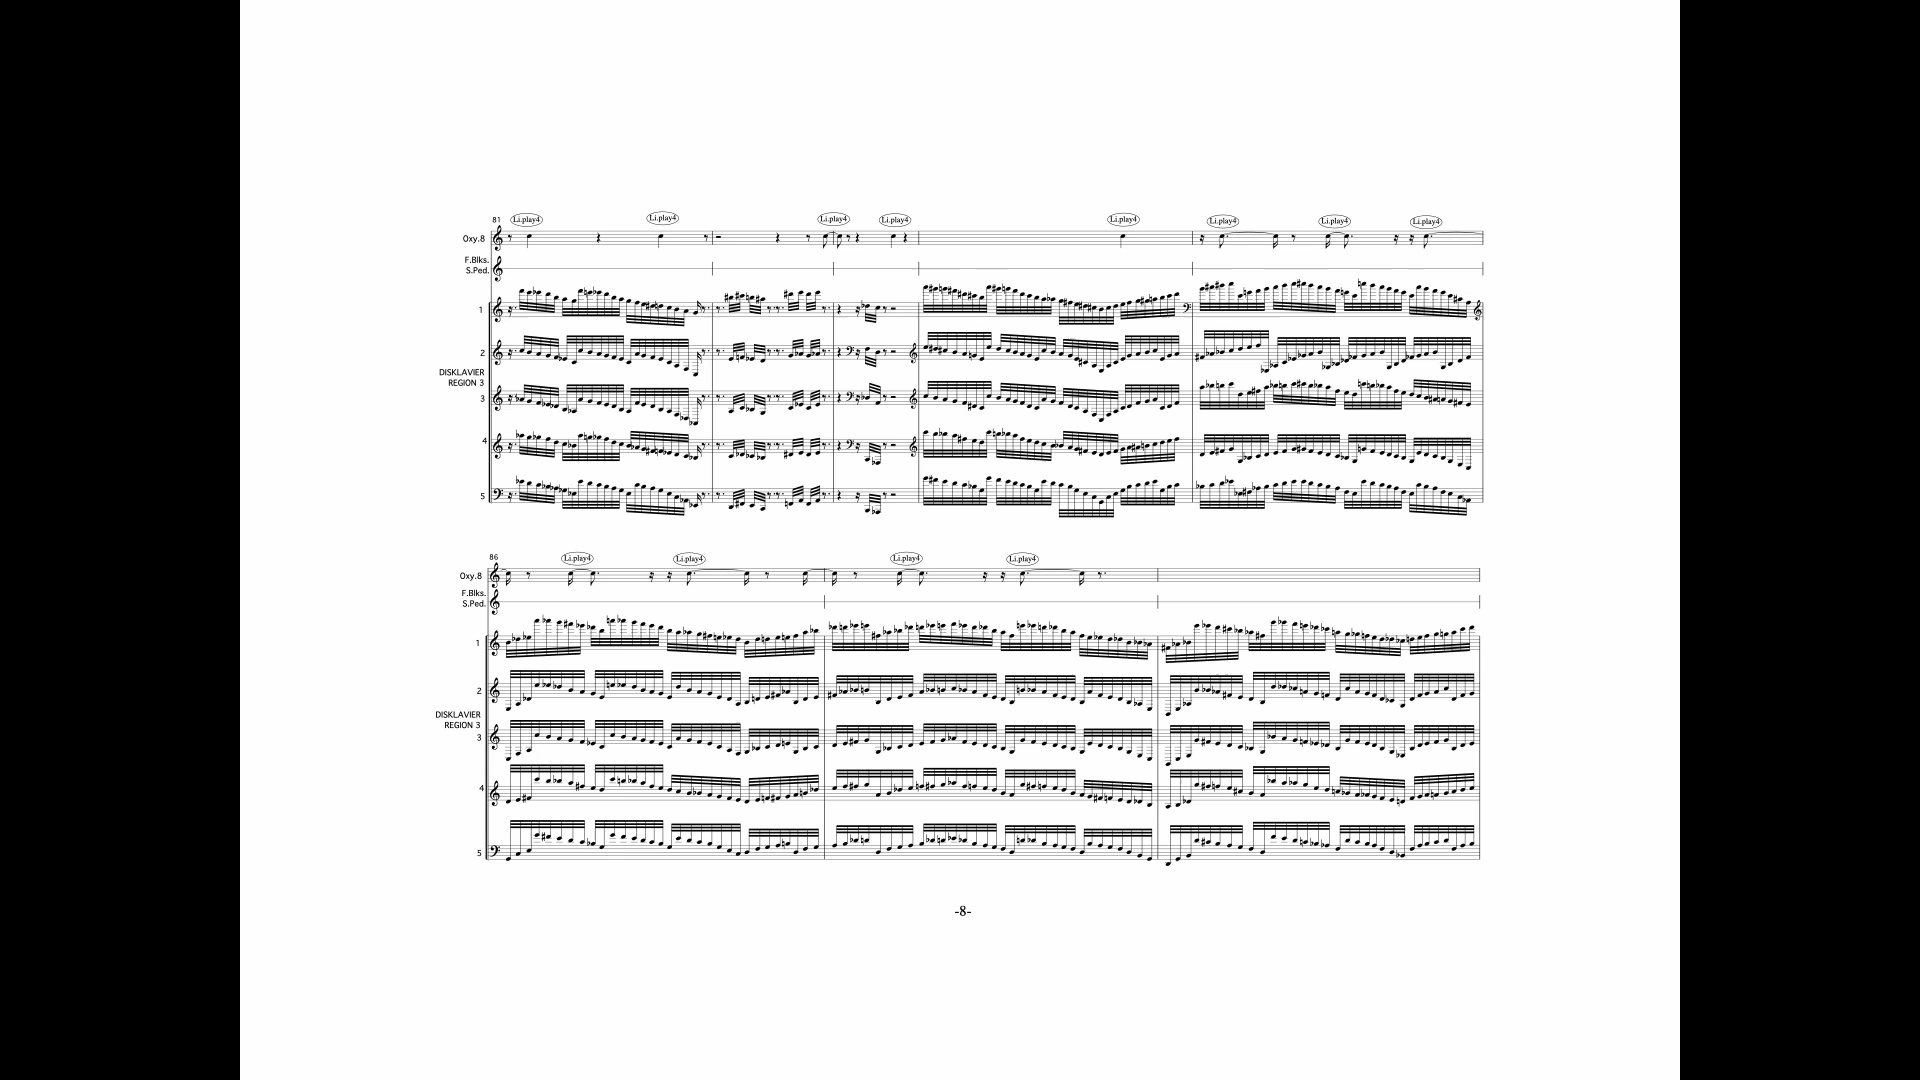 81 Li.play4 Li.play4 Li.play4 Li.play4 Li.play4 Li.play4 Li.play4 Li.play4
Oxy.8
F.Blks.
S.Ped.
1
2
DISKLAVIER
REGION 3
3
4
5
86 Li.play4 Li.play4 Li.play4 Li.play4
Oxy.8
F.Blks.
S.Ped.
1
2
DISKLAVIER
REGION 3
3
4
5
-8-